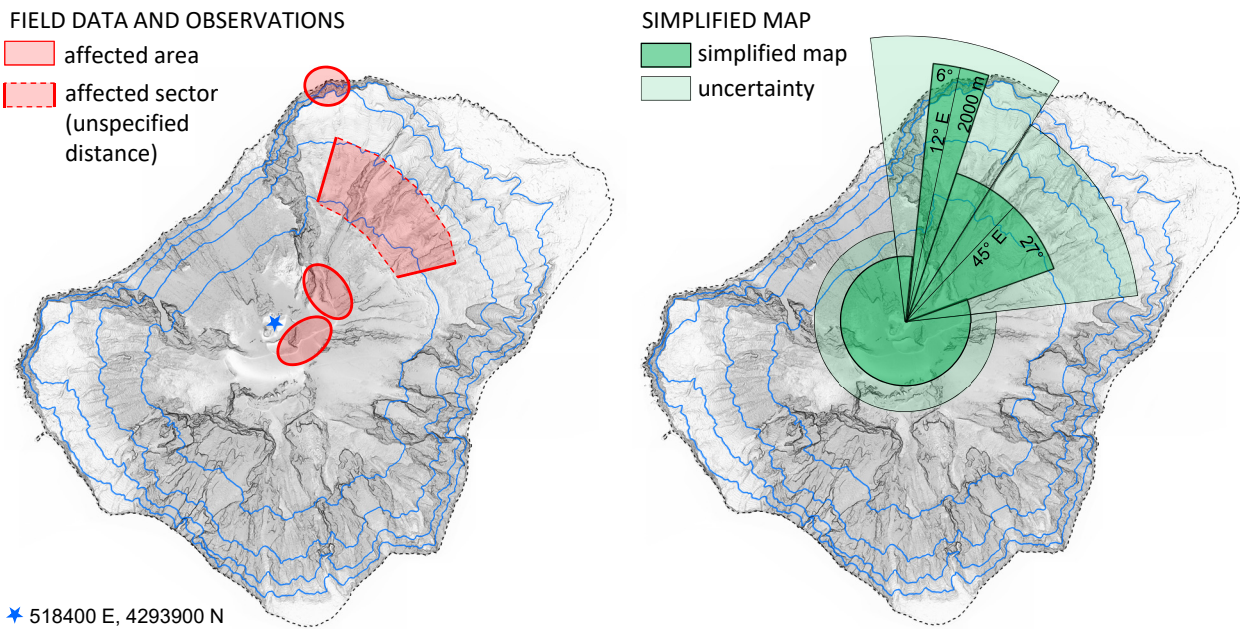 FIELD DATA AND OBSERVATIONS
affected area
affected sector
(unspecified
distance)
518400 E, 4293900 N
SIMPLIFIED MAP
simplified map
uncertainty
6°
12° E
2000 m
45° E
27°